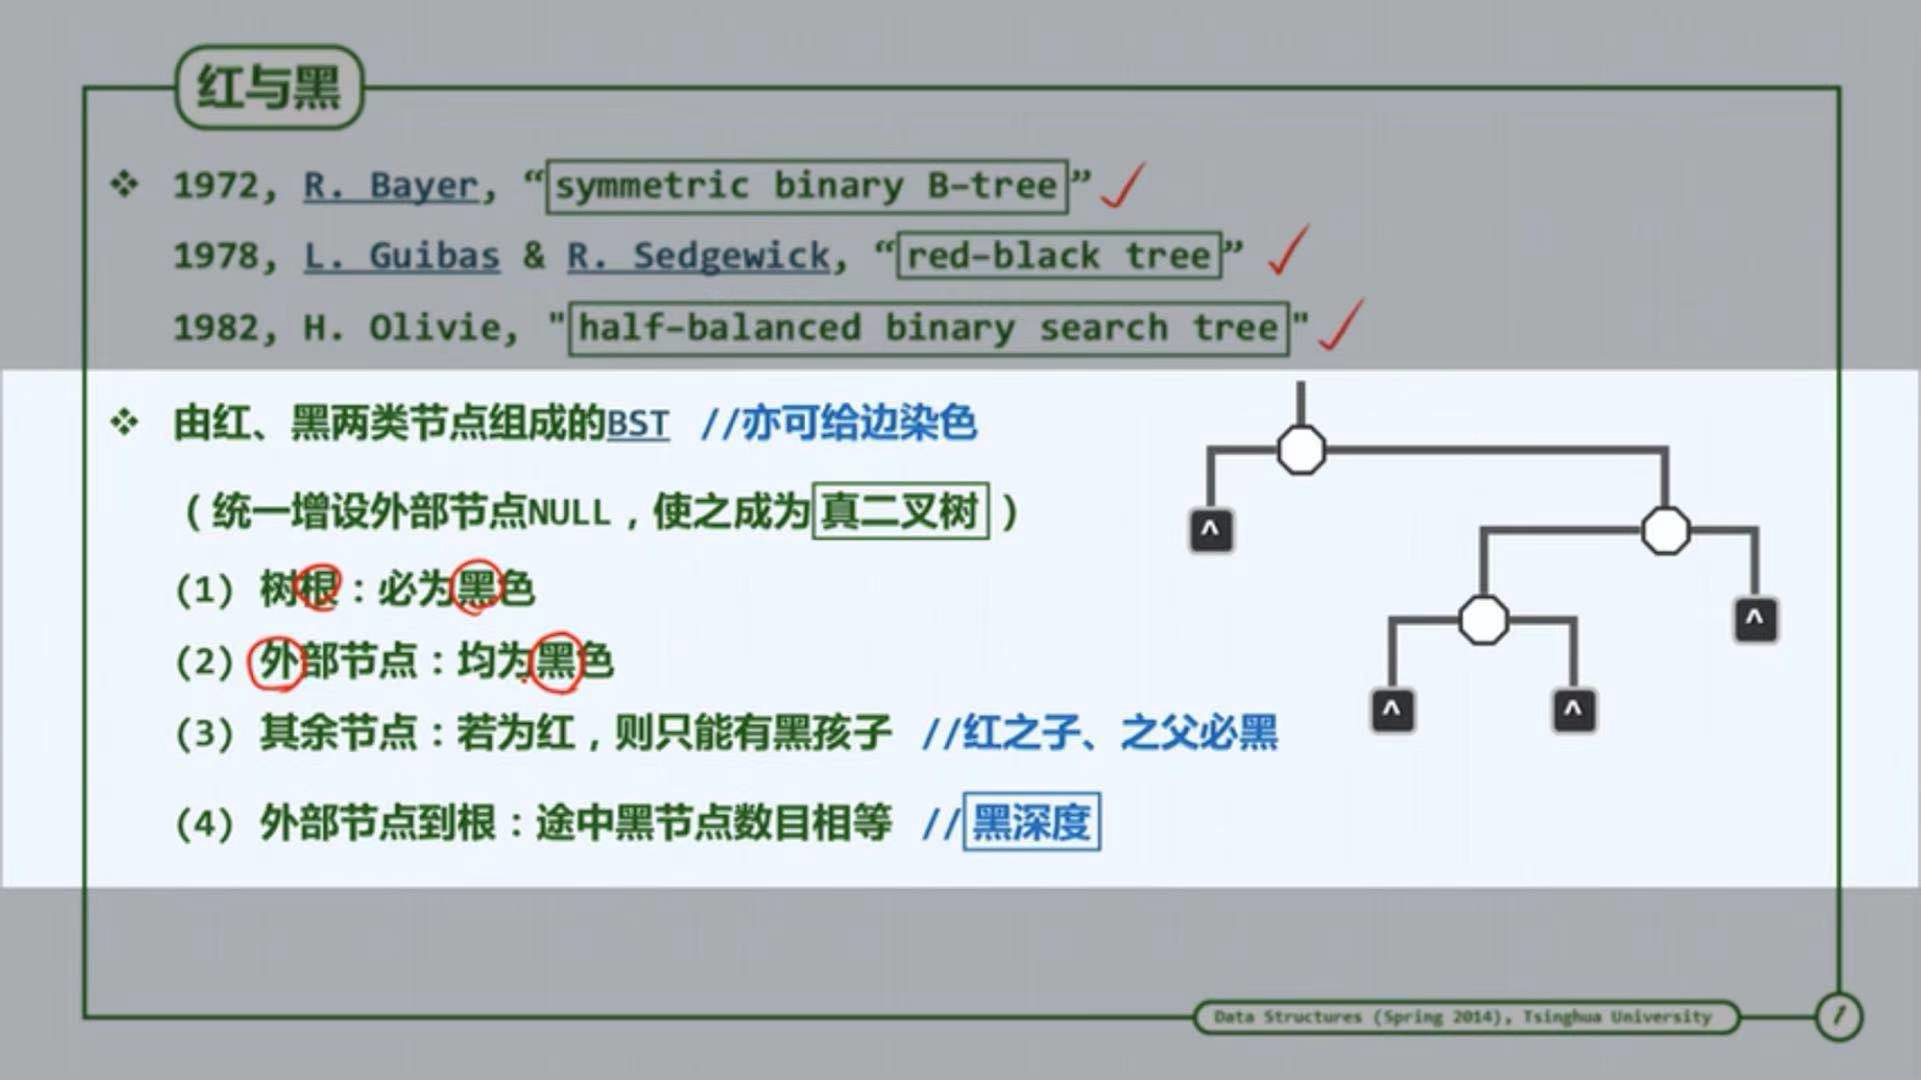 红与黑
❖ 1972, R. Bayer, “symmetric binary B-tree”
1978, L. Guibas & R. Sedgewick, “red-black tree”
1982, H. Olivie, "half-balanced binary search tree"
❖ 由红、黑两类节点组成的BST //亦可给边染色
（统一增设外部节点NULL，使之成为真二叉树）
(1) 树根：必为黑色
(2) 外部节点：均为黑色
(3) 其余节点：若为红，则只能有黑孩子 //红之子、之父必黑
(4) 外部节点到根：途中黑节点数目相等 //黑深度
^
^
^ ^
Data Structures (Spring 2014), Tsinghua University